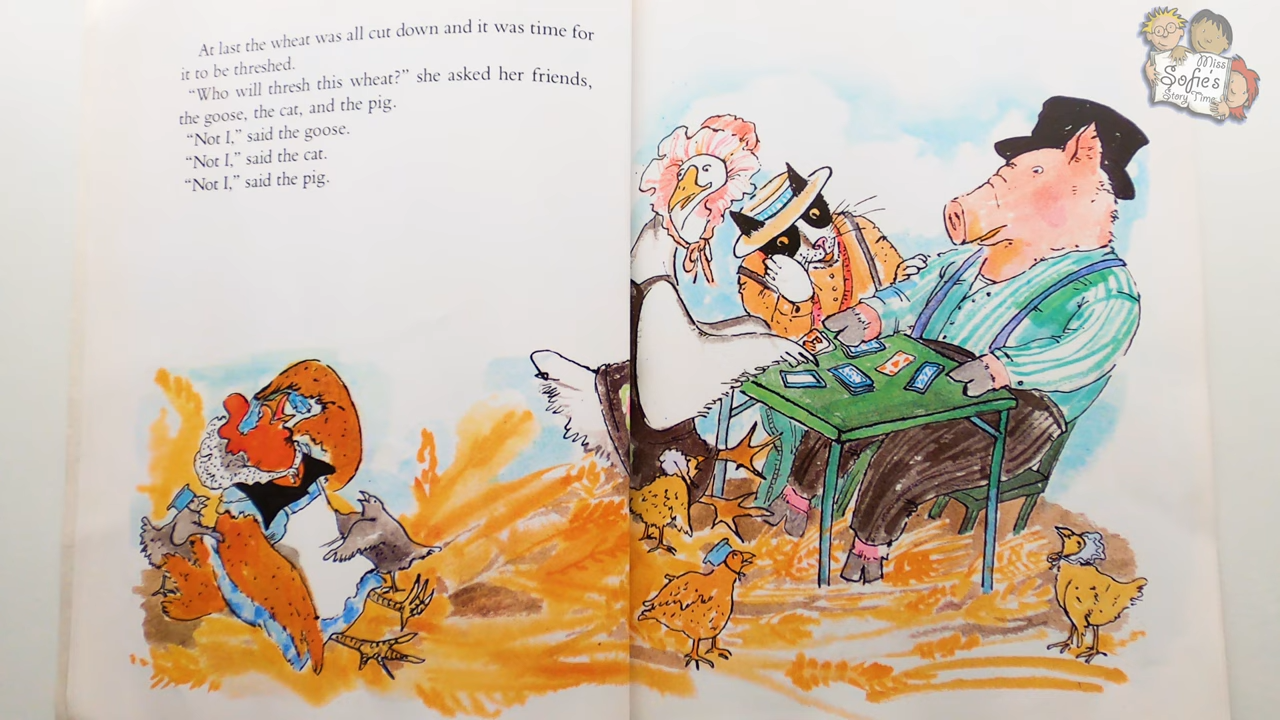 At last the wheat was all cut down and it was time for
it to be threshed.
“Who will thresh this wheat?” she asked her friends,
the goose, the cat, and the pig.
“Not I,” said the goose.
“Not I,” said the cat.
“Not I,” said the pig.
Miss
Sofie's
Story Time